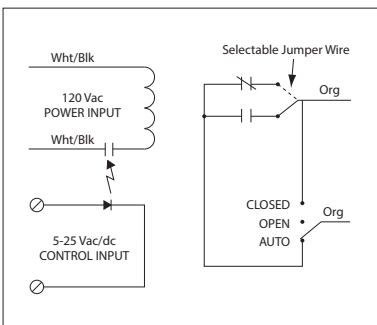 Selectable Jumper Wire
Wht/Blk
Org
120 Vac
POWER INPUT
Wht/Blk
CLOSED
OPEN
Org
AUTO
5-25 Vac/dc
CONTROL INPUT